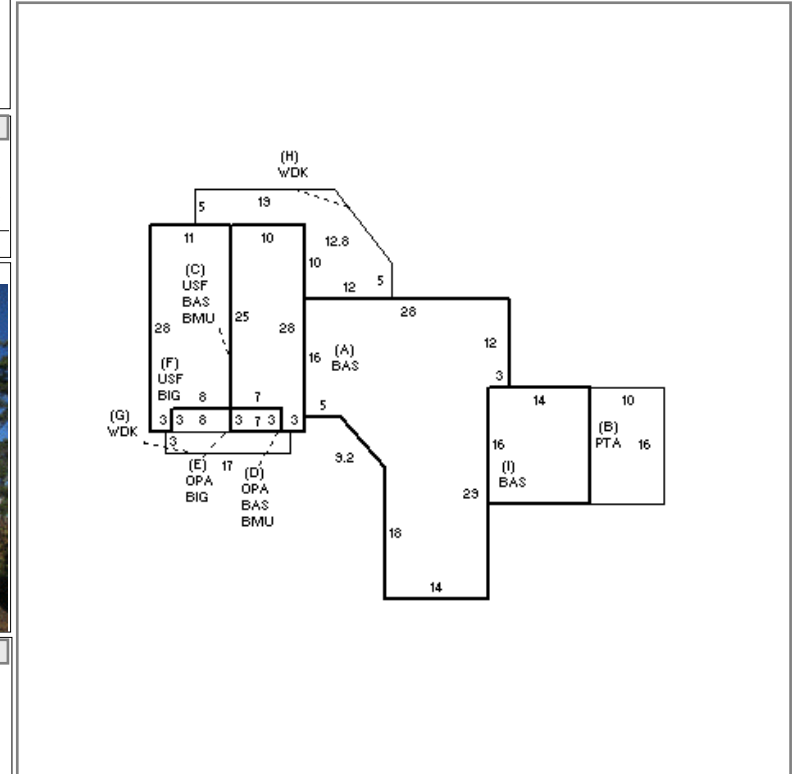 (H)
WDK
5
19
11
10
12.8
10
(C)
USF
BAS
BMU
12
5
28
25
28
28
12
16
(A)
BAS
(F)
USF
BIG
3
8
7
5
14
10
(G)
WDK
3
3
8
3
7
3
3
3
(B)
PTA
16
16
9.2
(E)
OPA
BIG
17
(D)
OPA
BAS
BMU
(I)
BAS
29
18
14